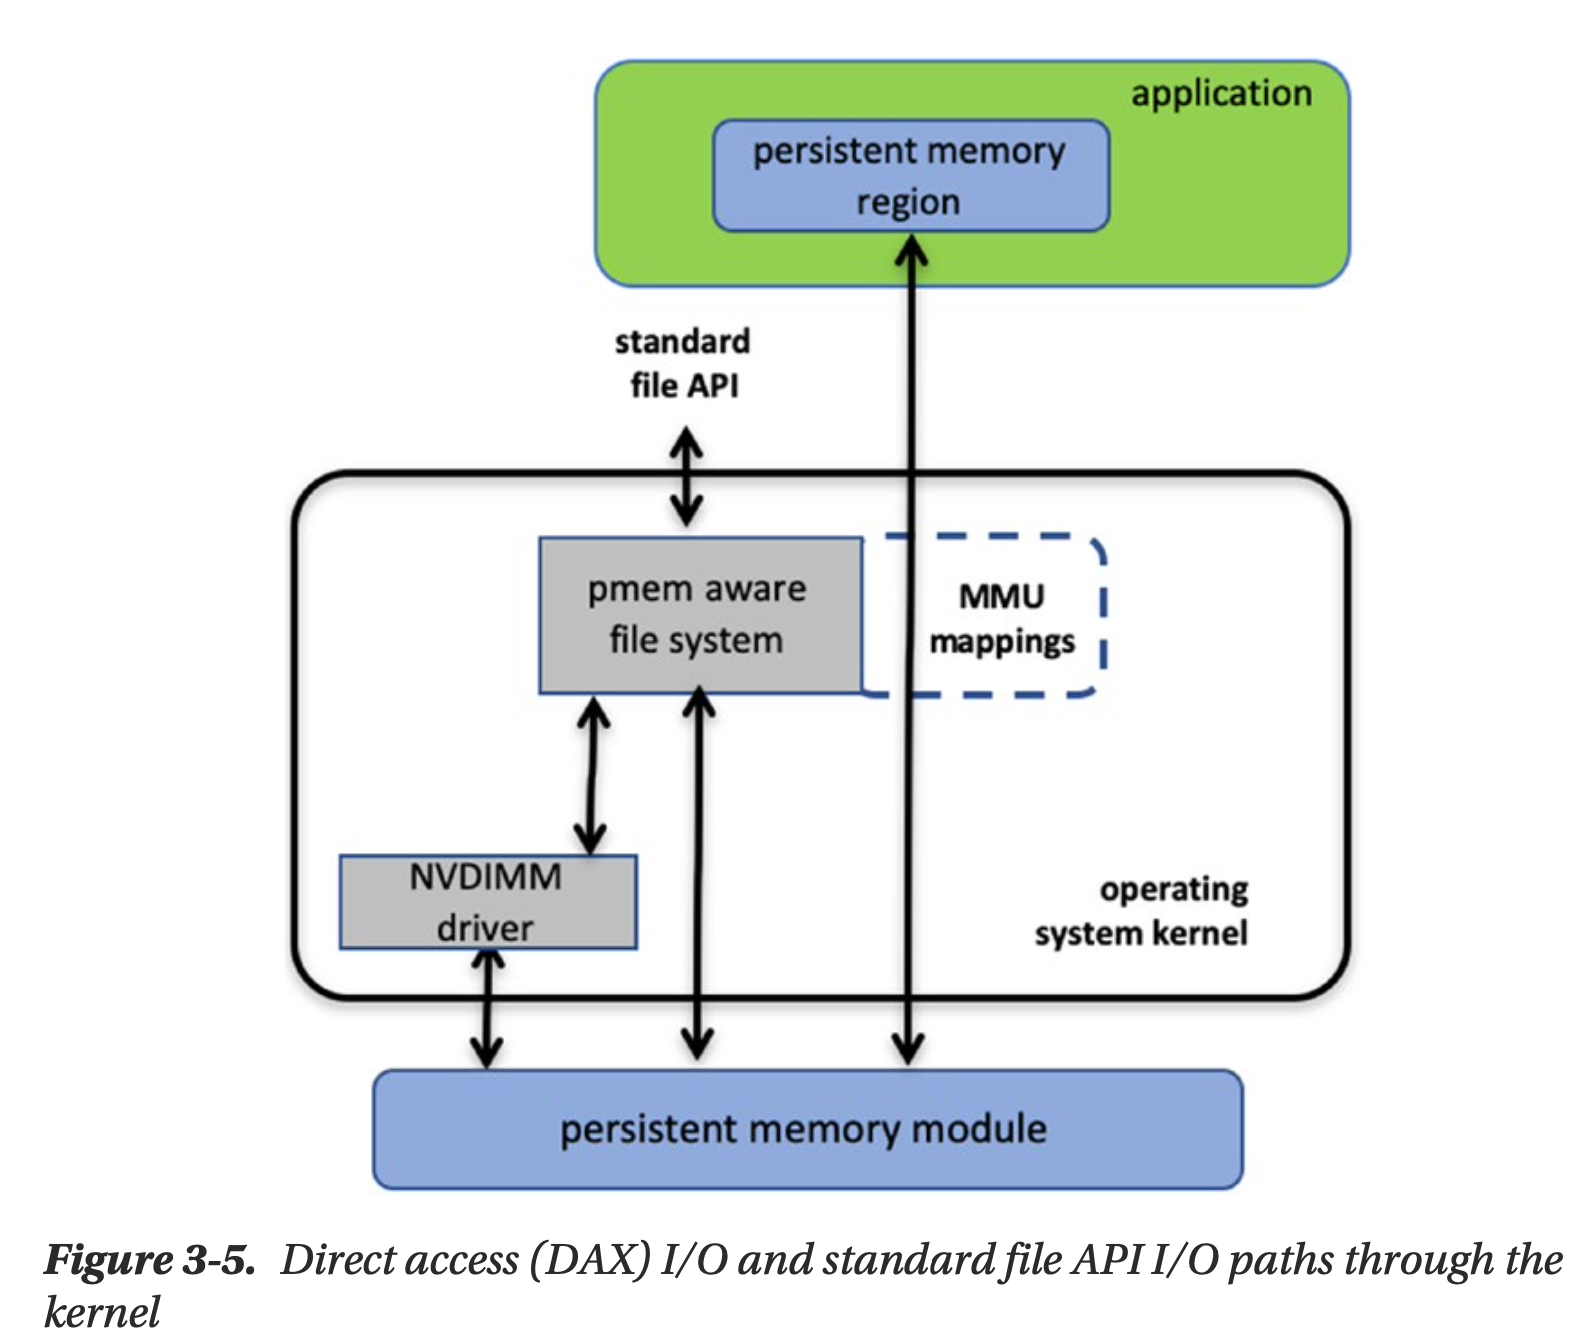 application
persistent memory
region
standard
file API
pmem aware
file system
MMU
mappings
NVDIMM
driver
operating
system kernel
persistent memory module
Figure 3-5. Direct access (DAX) I/O and standard file API I/O paths through the
kernel